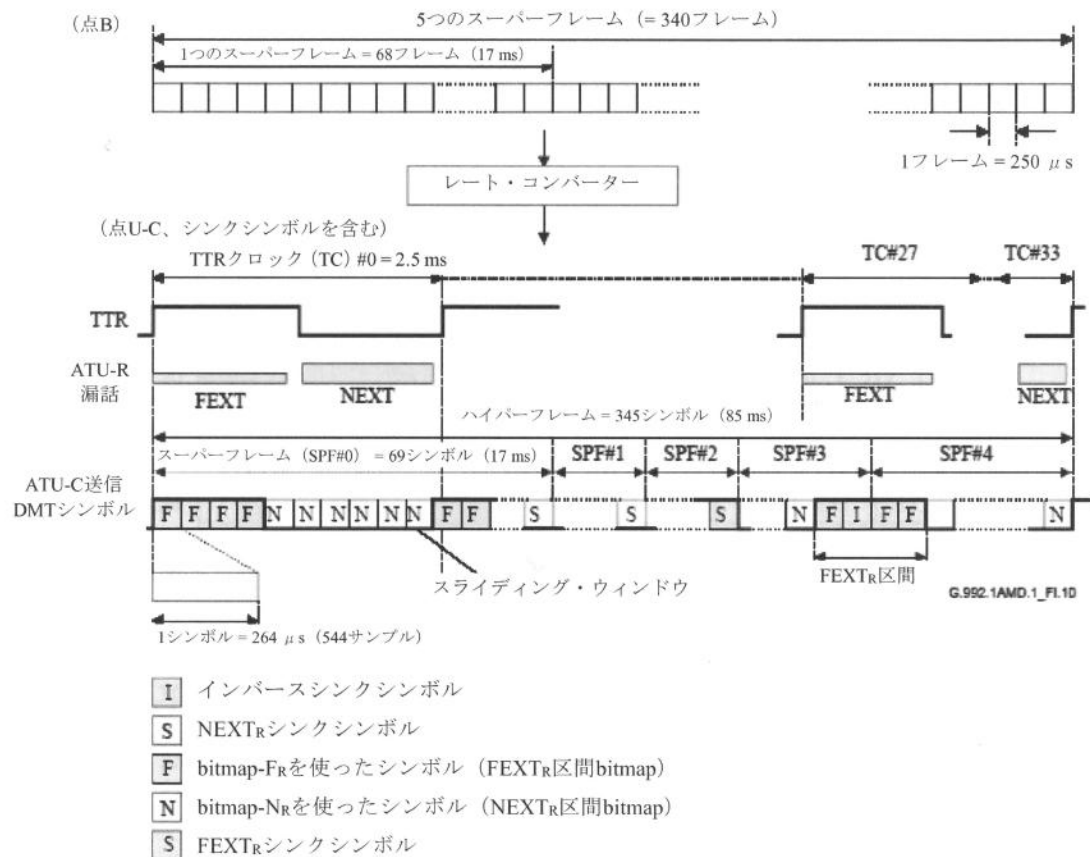 (点B)
5つのスーパーフレーム (= 340フレーム)
1つのスーパーフレーム = 68フレーム (17 ms)
1フレーム = 250 μs
レート・コンバーター
(点U-C、シンクシンボルを含む)
TTRクロック (TC) #0 = 2.5 ms
TC#27
TC#33
TTR
ATU-R
漏話
FEXT
NEXT
FEXT
NEXT
ハイパーフレーム = 345シンボル (85 ms)
スーパーフレーム (SPF#0) = 69シンボル (17 ms)
SPF#1
SPF#2
SPF#3
SPF#4
ATU-C送信
DMTシンボル
F F F F N N N N N N F F S S S N F I F F N
スライディング・ウィンドウ
FEXTR区間
G.992.1AMD.1_FI.10
1シンボル = 264 μs (544サンプル)
I インバースシンクシンボル
S NEXTRシンクシンボル
F bitmap-FRを使ったシンボル (FEXTR区間bitmap)
N bitmap-NRを使ったシンボル (NEXTR区間bitmap)
S FEXTRシンクシンボル